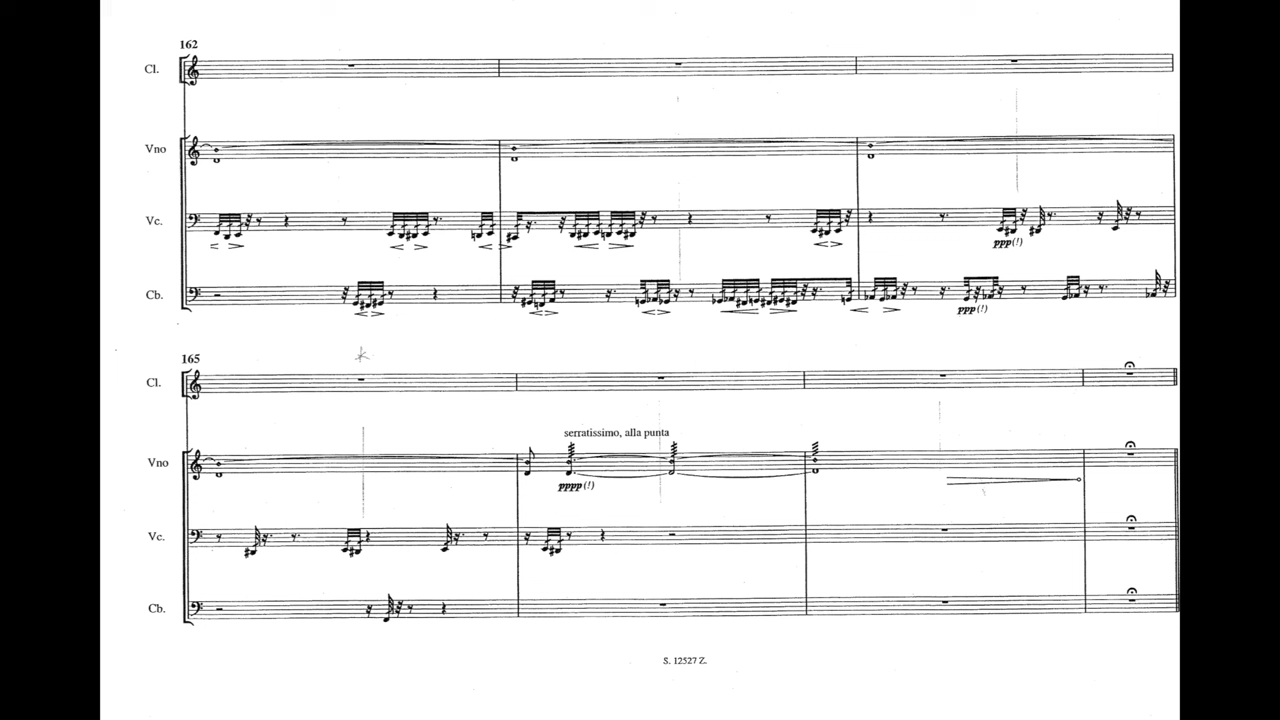 162
Cl.
Vno
Vc.
ppp(!)
Cb.
ppp(!)
165
Cl.
serratissimo, alla punta
Vno
pppp(!)
Vc.
Cb.
S. 12527 Z.